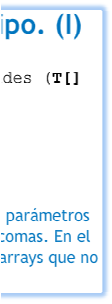 ipo. (I)
des (T[]
parámetros
comas. En el
arrays que no